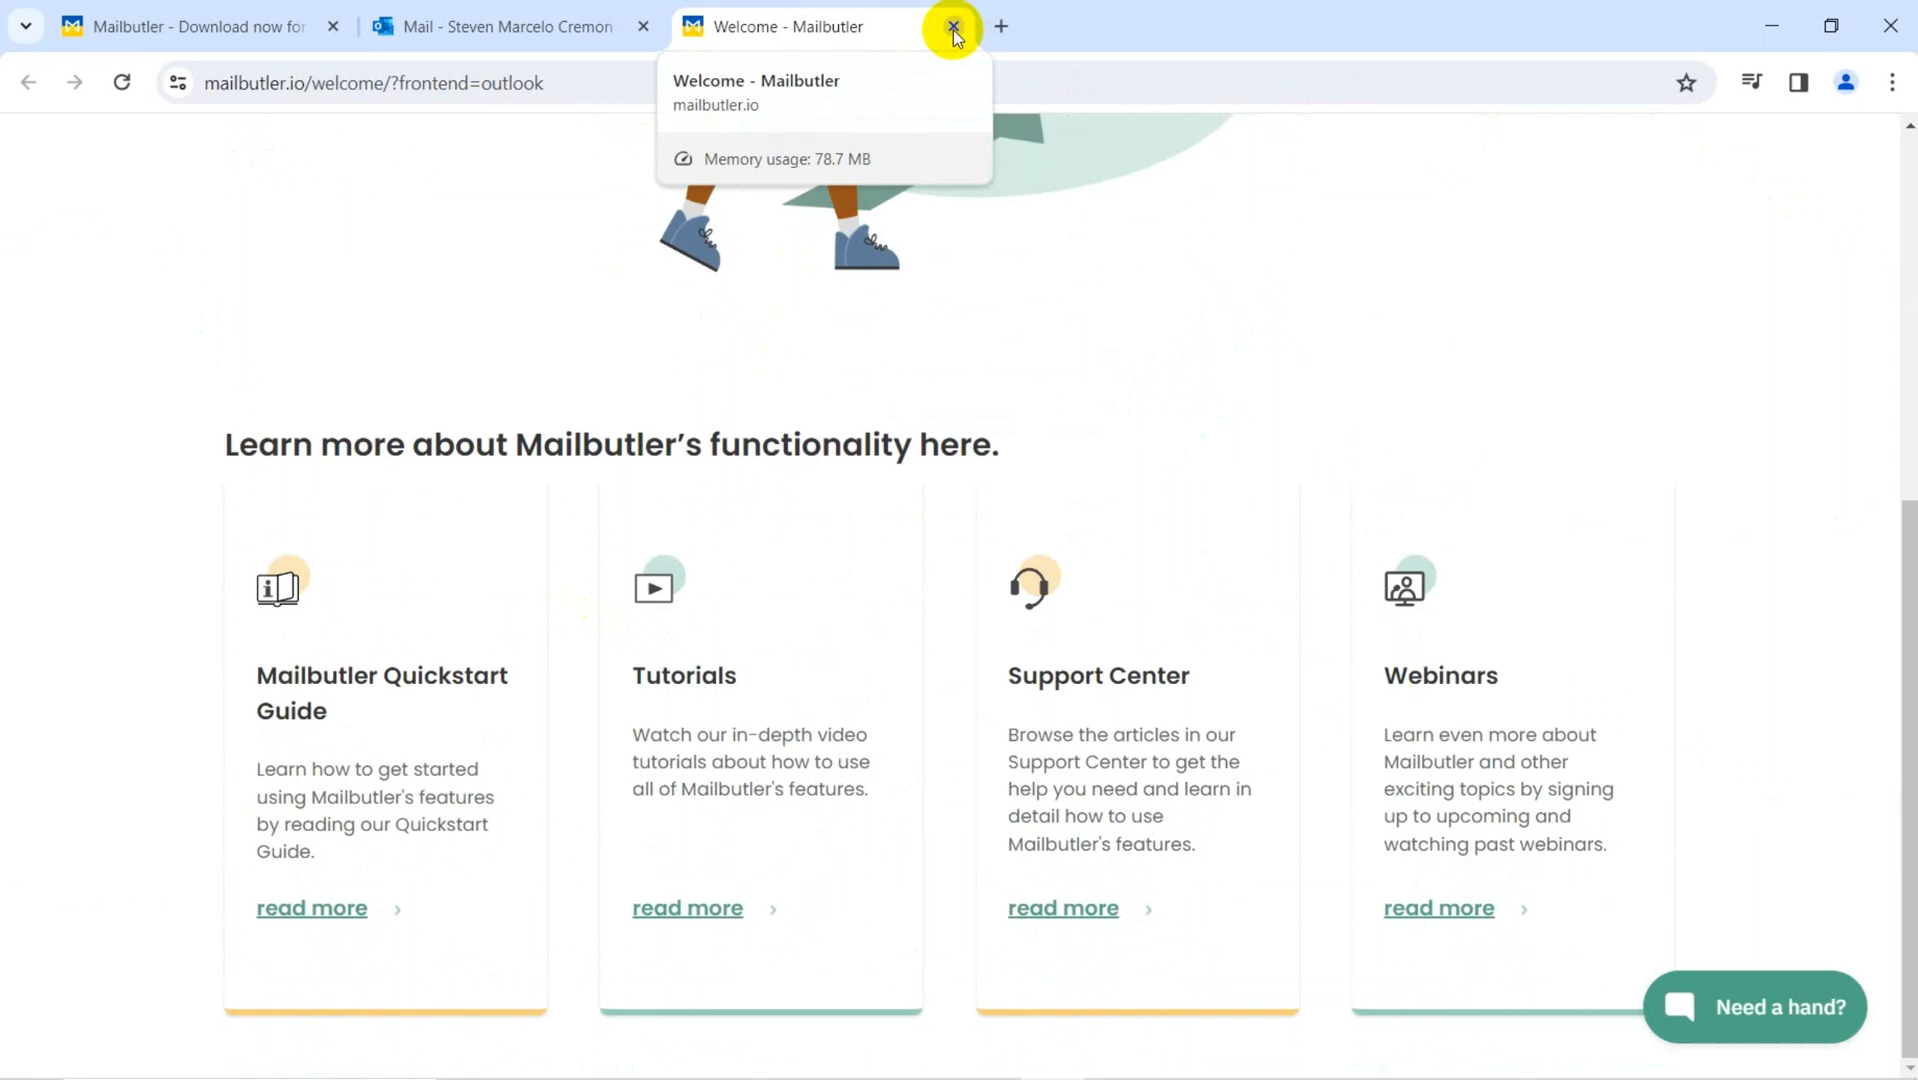 Mailbutler - Download now for
Mail - Steven Marcelo Cremon
Welcome - Mailbutler
mailbutler.io/welcome/?frontend=outlook
Welcome - Mailbutler
mailbutler.io
Memory usage: 78.7 MB
Learn more about Mailbutler’s functionality here.
Mailbutler Quickstart
Guide
Learn how to get started
using Mailbutler's features
by reading our Quickstart
Guide.
read more
Tutorials
Watch our in-depth video
tutorials about how to use
all of Mailbutler's features.
read more
Support Center
Browse the articles in our
Support Center to get the
help you need and learn in
detail how to use
Mailbutler's features.
read more
Webinars
Learn even more about
Mailbutler and other
exciting topics by signing
up to upcoming and
watching past webinars.
read more
Need a hand?